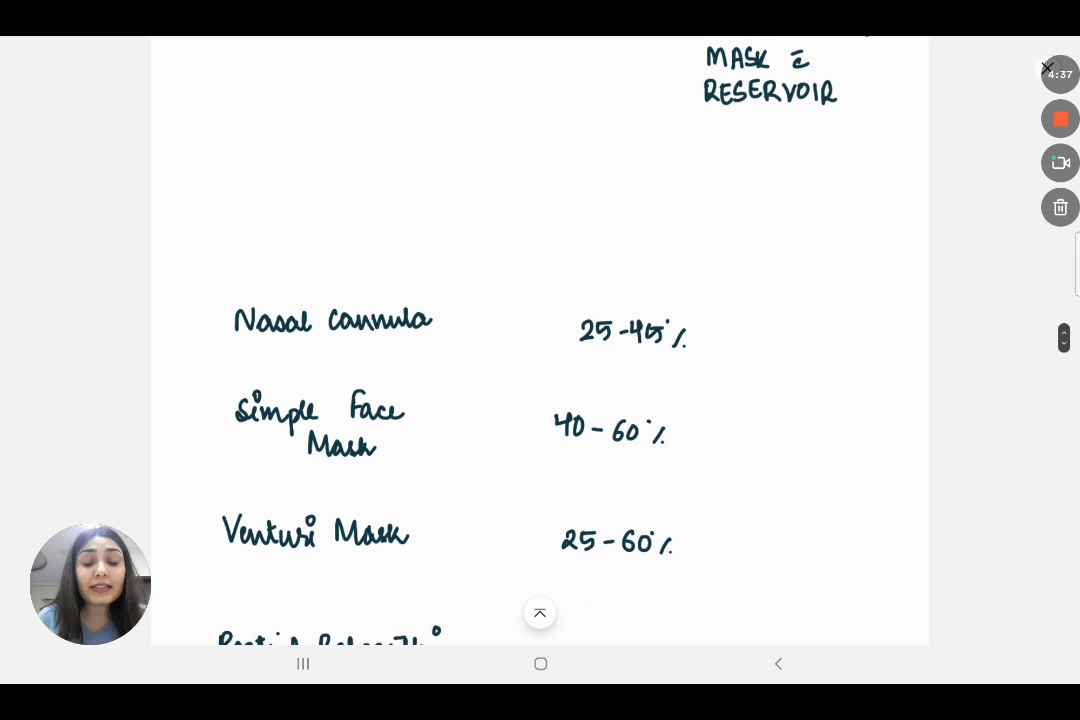 MASK c̄
RESERVOIR
4:37
Nasal Cannula 25-45%
Simple Face
Mask
40-60%
Venturi Mask 25-60%